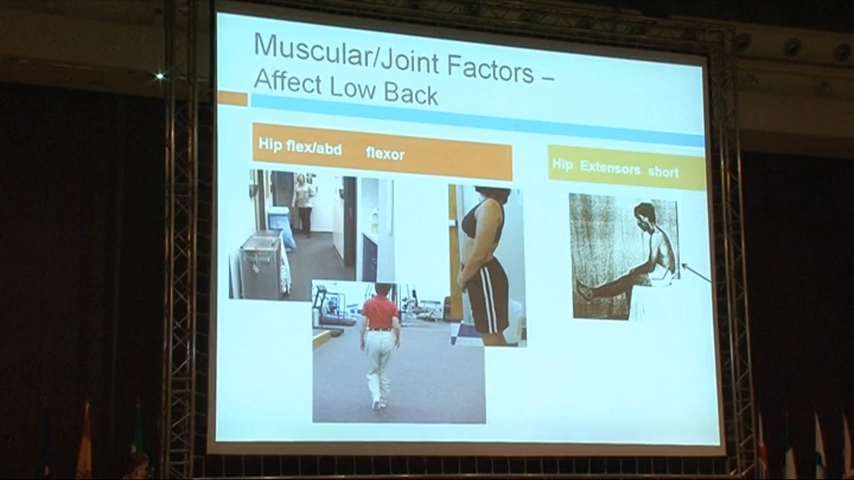 Muscular/Joint Factors –
Affect Low Back
Hip flex/abd flexor
Hip Extensors short